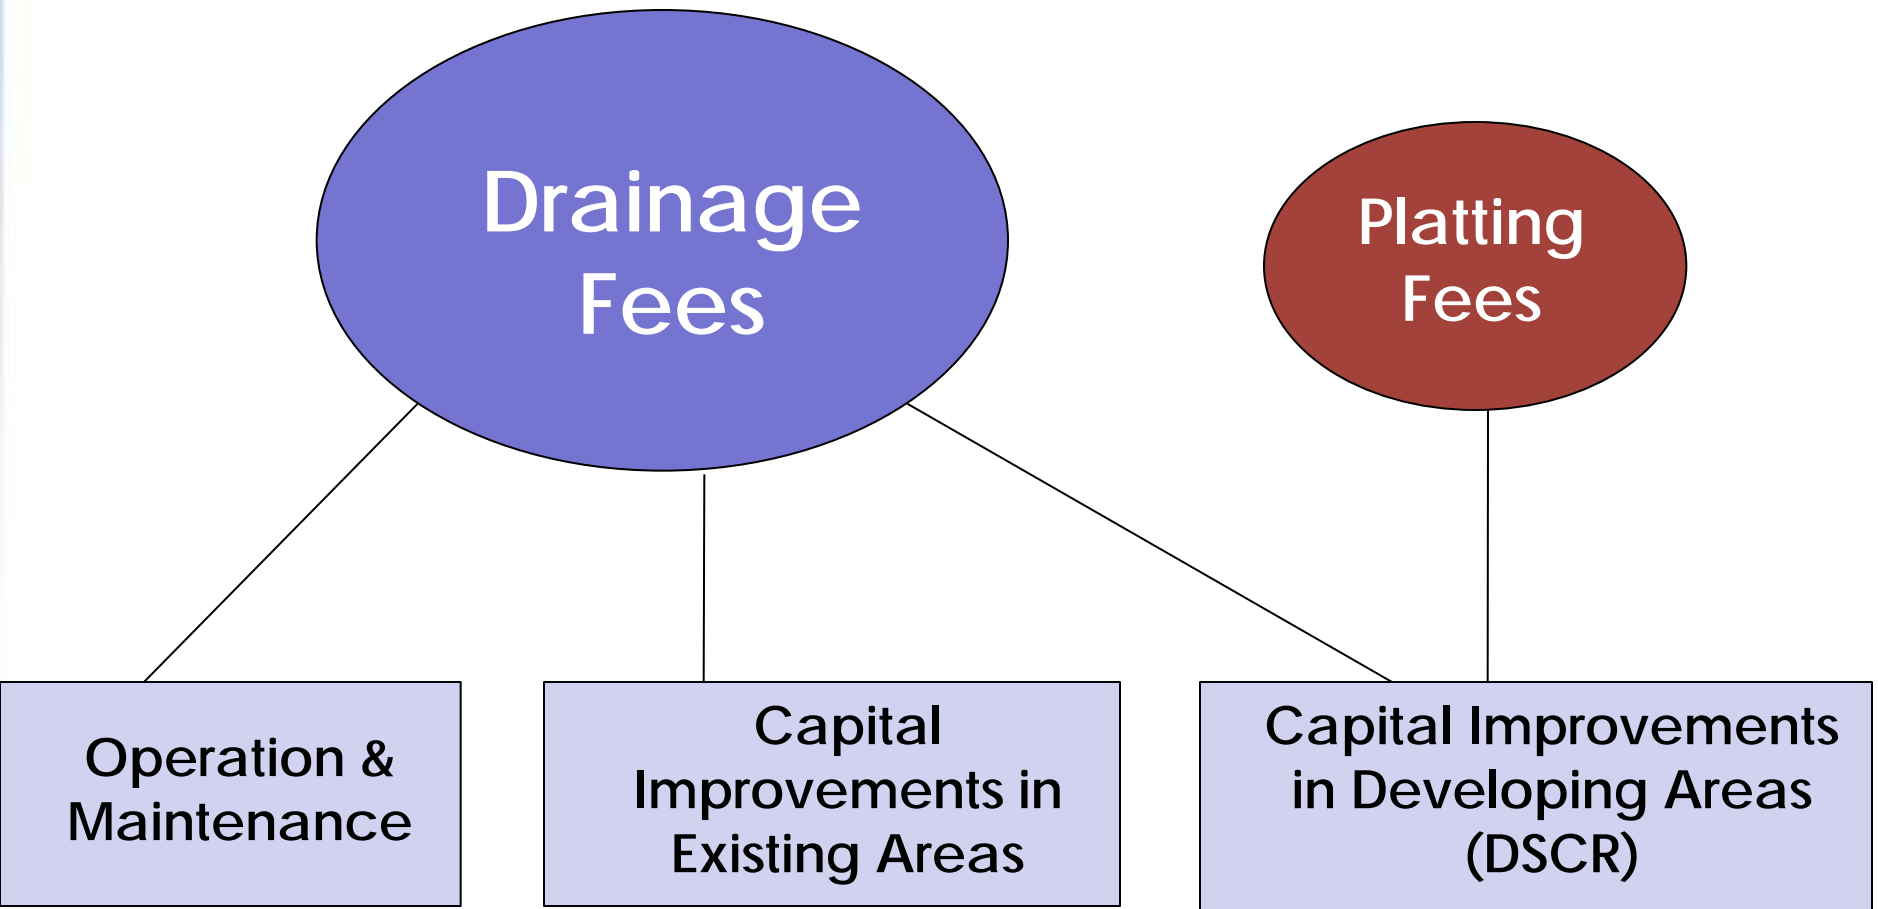 Drainage
Fees
Platting
Fees
Operation &
Maintenance
Capital
Improvements in
Existing Areas
Capital Improvements
in Developing Areas
(DSCR)